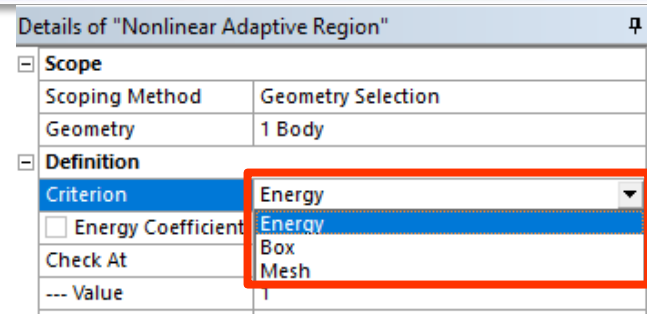 Details of "Nonlinear Adaptive Region"
Scope
Scoping Method Geometry Selection
Geometry 1 Body
Definition
Criterion Energy
Energy Coefficient Energy
Box
Check At
Mesh
--- Value 1